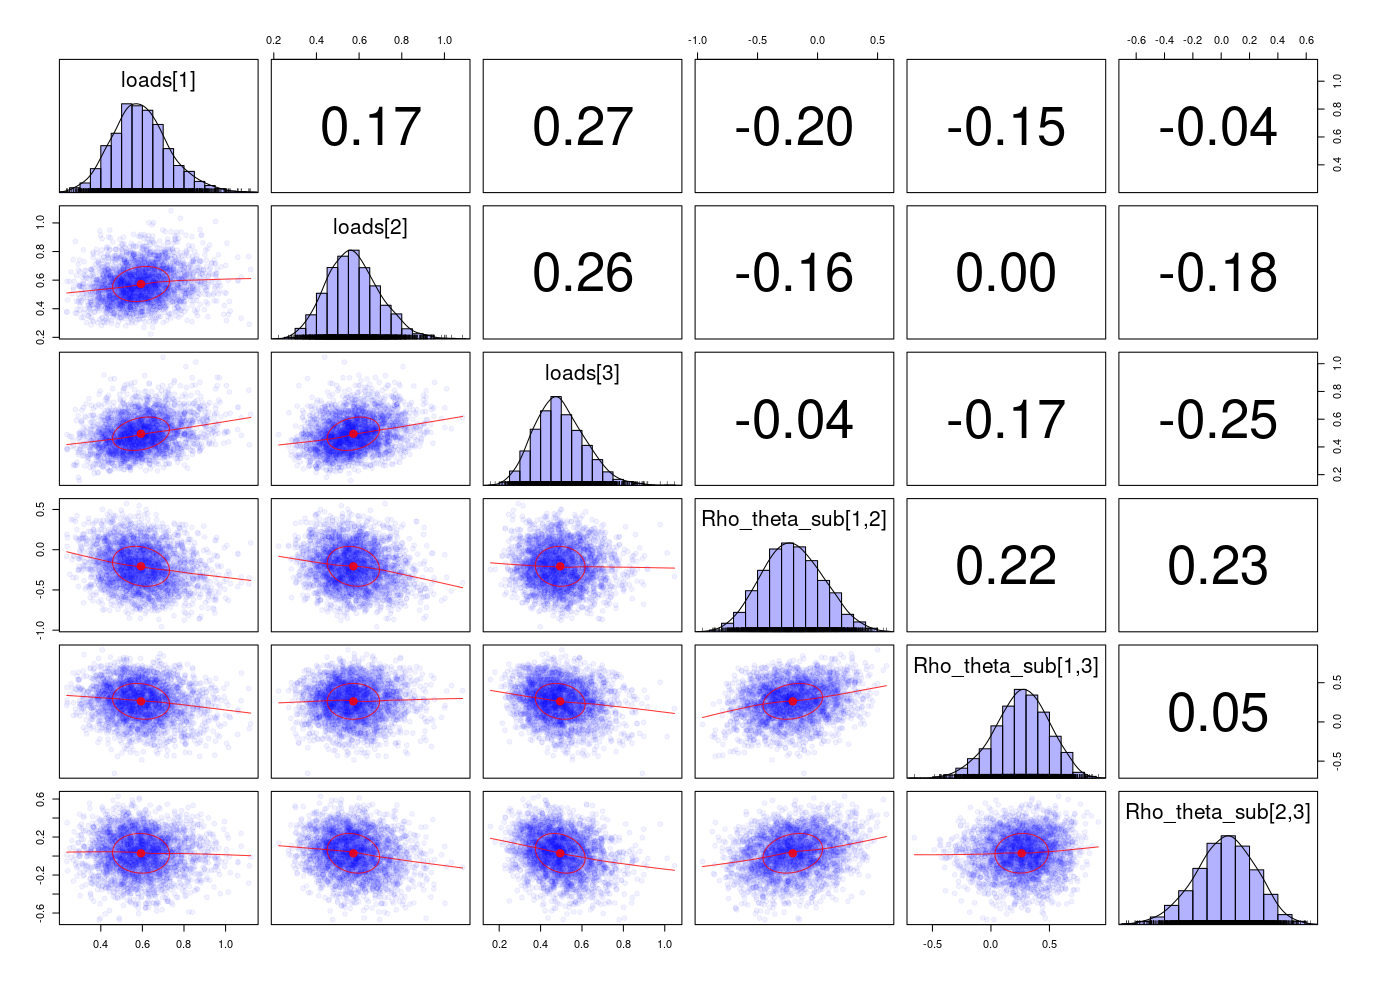 0.2 0.4 0.6 0.8 1.0 -1.0 -0.5 0.0 0.5 -0.6 -0.4 -0.2 0.0 0.2 0.4 0.6
loads[1] 0.17 0.27 -0.20 -0.15 -0.04
0.4 0.6 0.8 1.0
loads[2] 0.26 -0.16 0.00 -0.18
0.2 0.4 0.6 0.8 1.0
loads[3] -0.04 -0.17 -0.25
0.2 0.4 0.6 0.8 1.0
Rho_theta_sub[1,2] 0.22 0.23
-1.0 -0.5 0.0 0.5
Rho_theta_sub[1,3] 0.05
-0.5 0.0 0.5
Rho_theta_sub[2,3]
-0.6 -0.2 0.2 0.6
0.4 0.6 0.8 1.0 0.2 0.4 0.6 0.8 1.0 -0.5 0.0 0.5